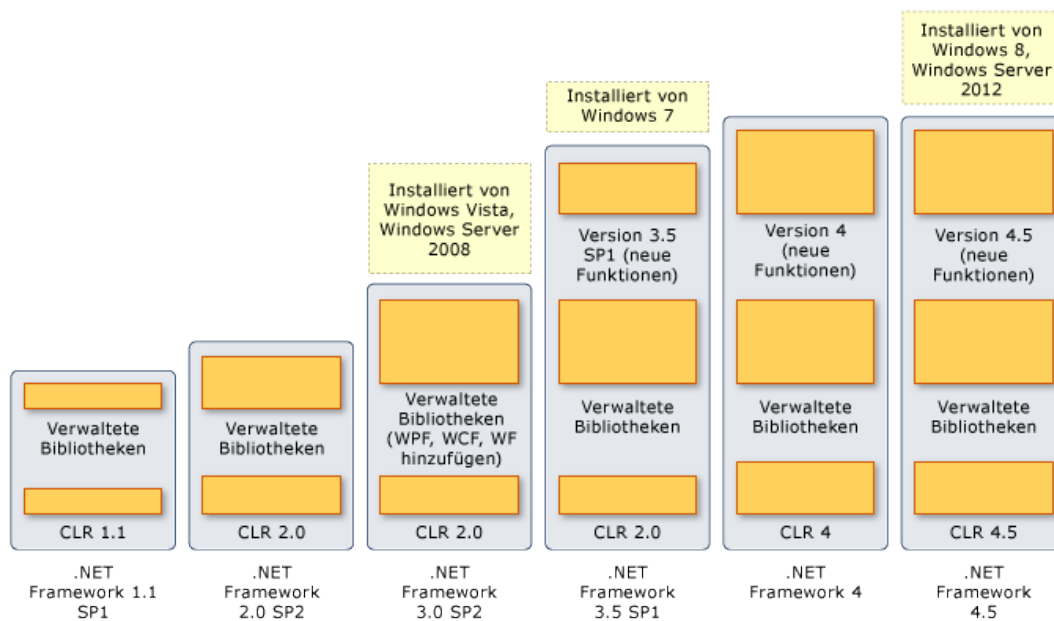 Installiert von
Windows 8,
Windows Server
2012
Installiert von
Windows 7
Installiert von
Windows Vista,
Windows Server
2008
Verwaltete
Bibliotheken
CLR 1.1
.NET
Framework 1.1
SP1
Verwaltete
Bibliotheken
CLR 2.0
.NET
Framework
2.0 SP2
Verwaltete
Bibliotheken
(WPF, WCF, WF
hinzufügen)
CLR 2.0
.NET
Framework
3.0 SP2
Version 3.5
SP1 (neue
Funktionen)
Verwaltete
Bibliotheken
CLR 2.0
.NET
Framework
3.5 SP1
Version 4
(neue
Funktionen)
Verwaltete
Bibliotheken
CLR 4
.NET
Framework 4
Version 4.5
(neue
Funktionen)
Verwaltete
Bibliotheken
CLR 4.5
.NET
Framework
4.5